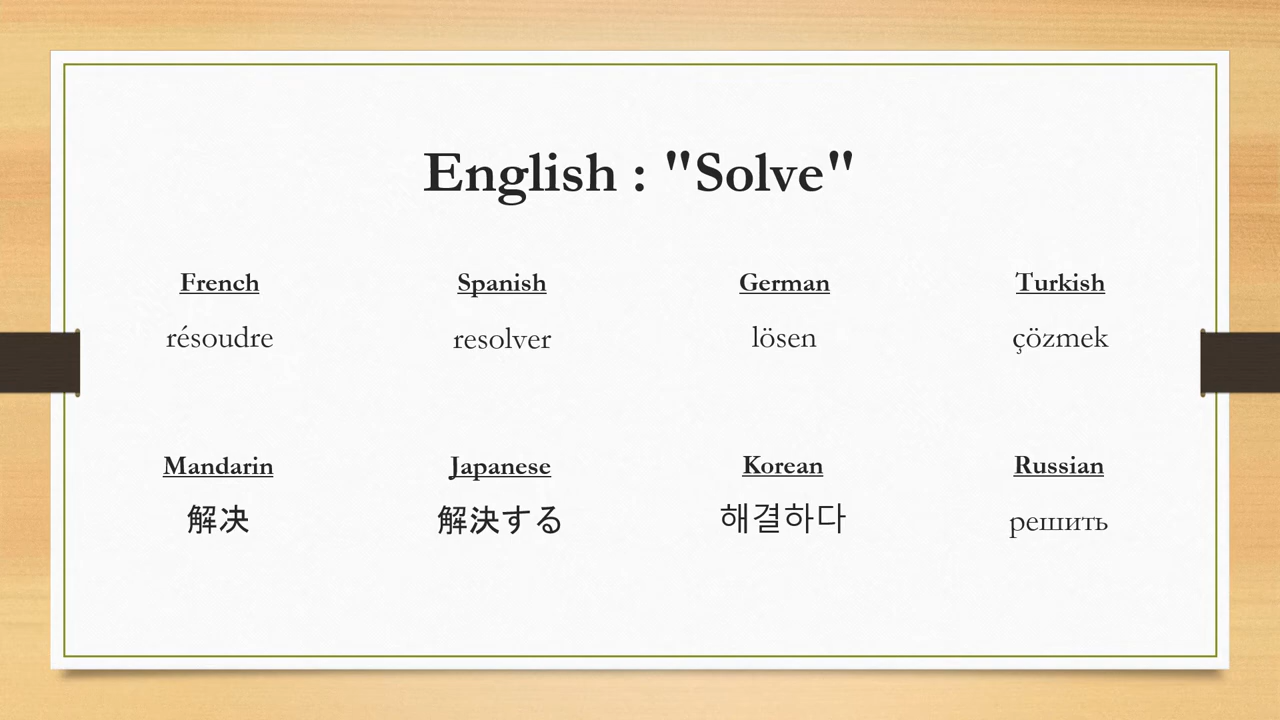 English : "Solve"
French
Spanish
German
Turkish
résoudre
resolver
lösen
çözmek
Mandarin
Japanese
Korean
Russian
解决
解決する
해결하다
решить